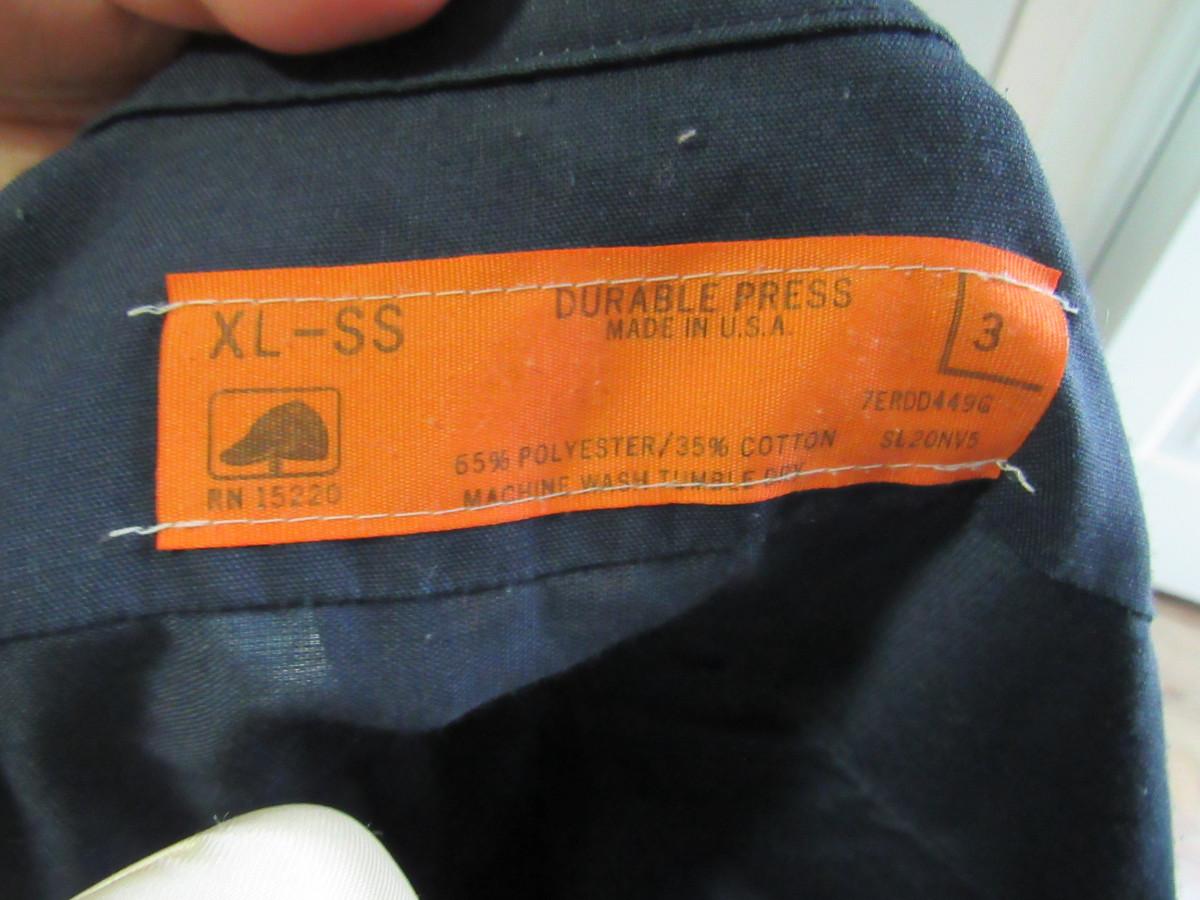 XL-SS
DURABLE PRESS
MADE IN U.S.A.
3
7ERDD449G
SL20NV5
RN 15220
65% POLYESTER/35% COTTON
MACHINE WASH TUMBLE DRY